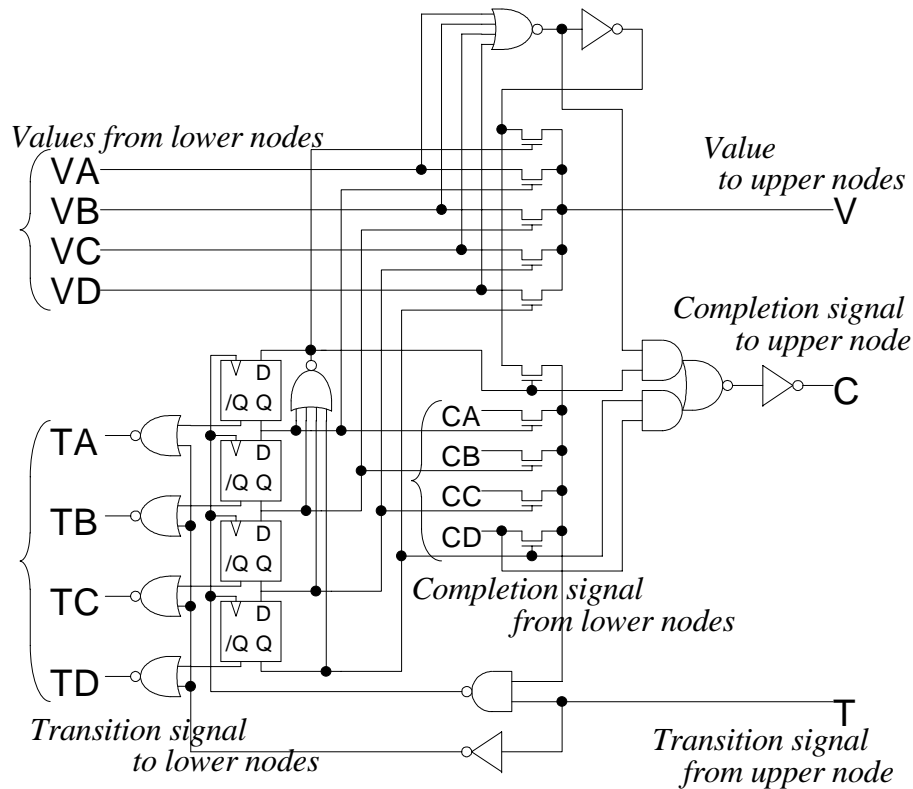 Values from lower nodes
VA
VB
VC
VD
Value
to upper nodes
V
Completion signal
to upper node
C
D
/Q Q
D
/Q Q
D
/Q Q
D
/Q Q
TA
TB
TC
TD
CA
CB
CC
CD
Completion signal
from lower nodes
Transition signal
to lower nodes
T
Transition signal
from upper node